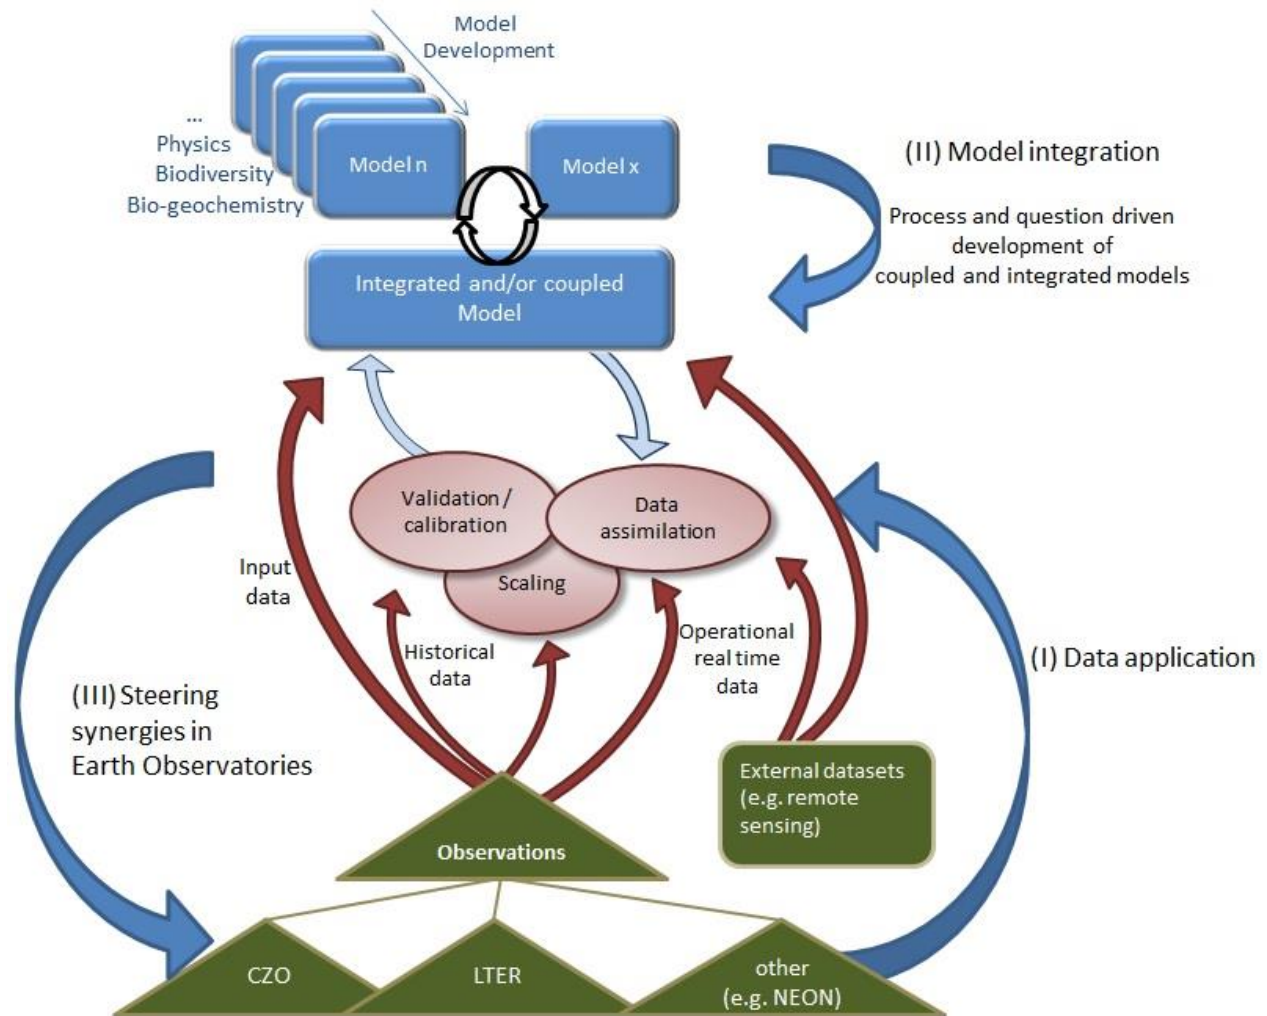 Model
Development
...
Physics
Biodiversity
Bio-geochemistry
Model n
Model x
(II) Model integration
Process and question driven
development of
coupled and integrated models
Integrated and/or coupled
Model
Validation /
calibration
Data
assimilation
Scaling
Input
data
Historical
data
Operational
real time
data
(I) Data application
(III) Steering
synergies in
Earth Observatories
External datasets
(e.g. remote
sensing)
Observations
CZO
LTER
other
(e.g. NEON)